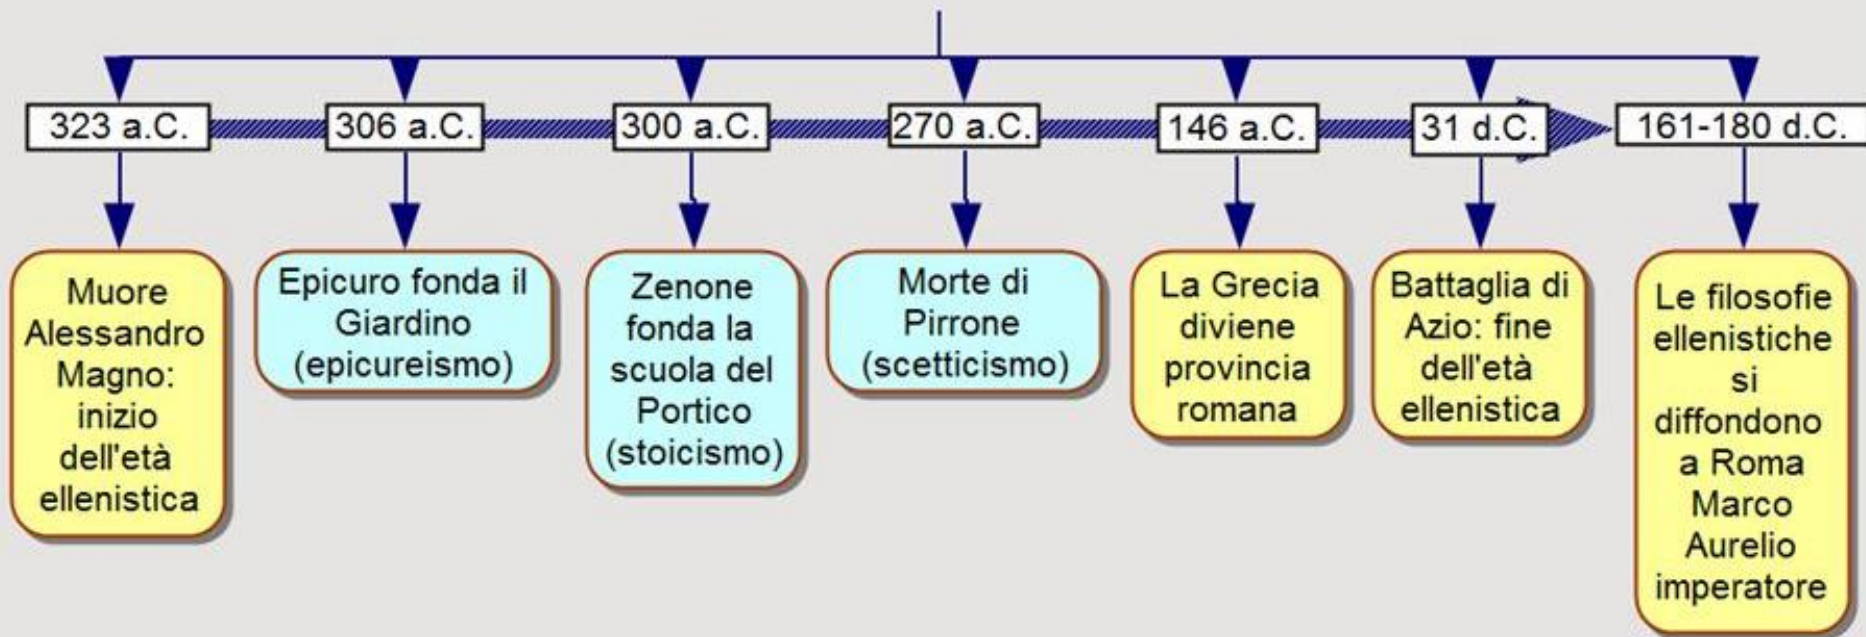 323 a.C.
306 a.C.
300 a.C.
270 a.C.
146 a.C.
31 d.C.
161-180 d.C.
Muore
Alessandro
Magno:
inizio
dell'età
ellenistica
Epicuro fonda il
Giardino
(epicureismo)
Zenone
fonda la
scuola del
Portico
(stoicismo)
Morte di
Pirrone
(scetticismo)
La Grecia
diviene
provincia
romana
Battaglia di
Azio: fine
dell'età
ellenistica
Le filosofie
ellenistiche
si
diffondono
a Roma
Marco
Aurelio
imperatore